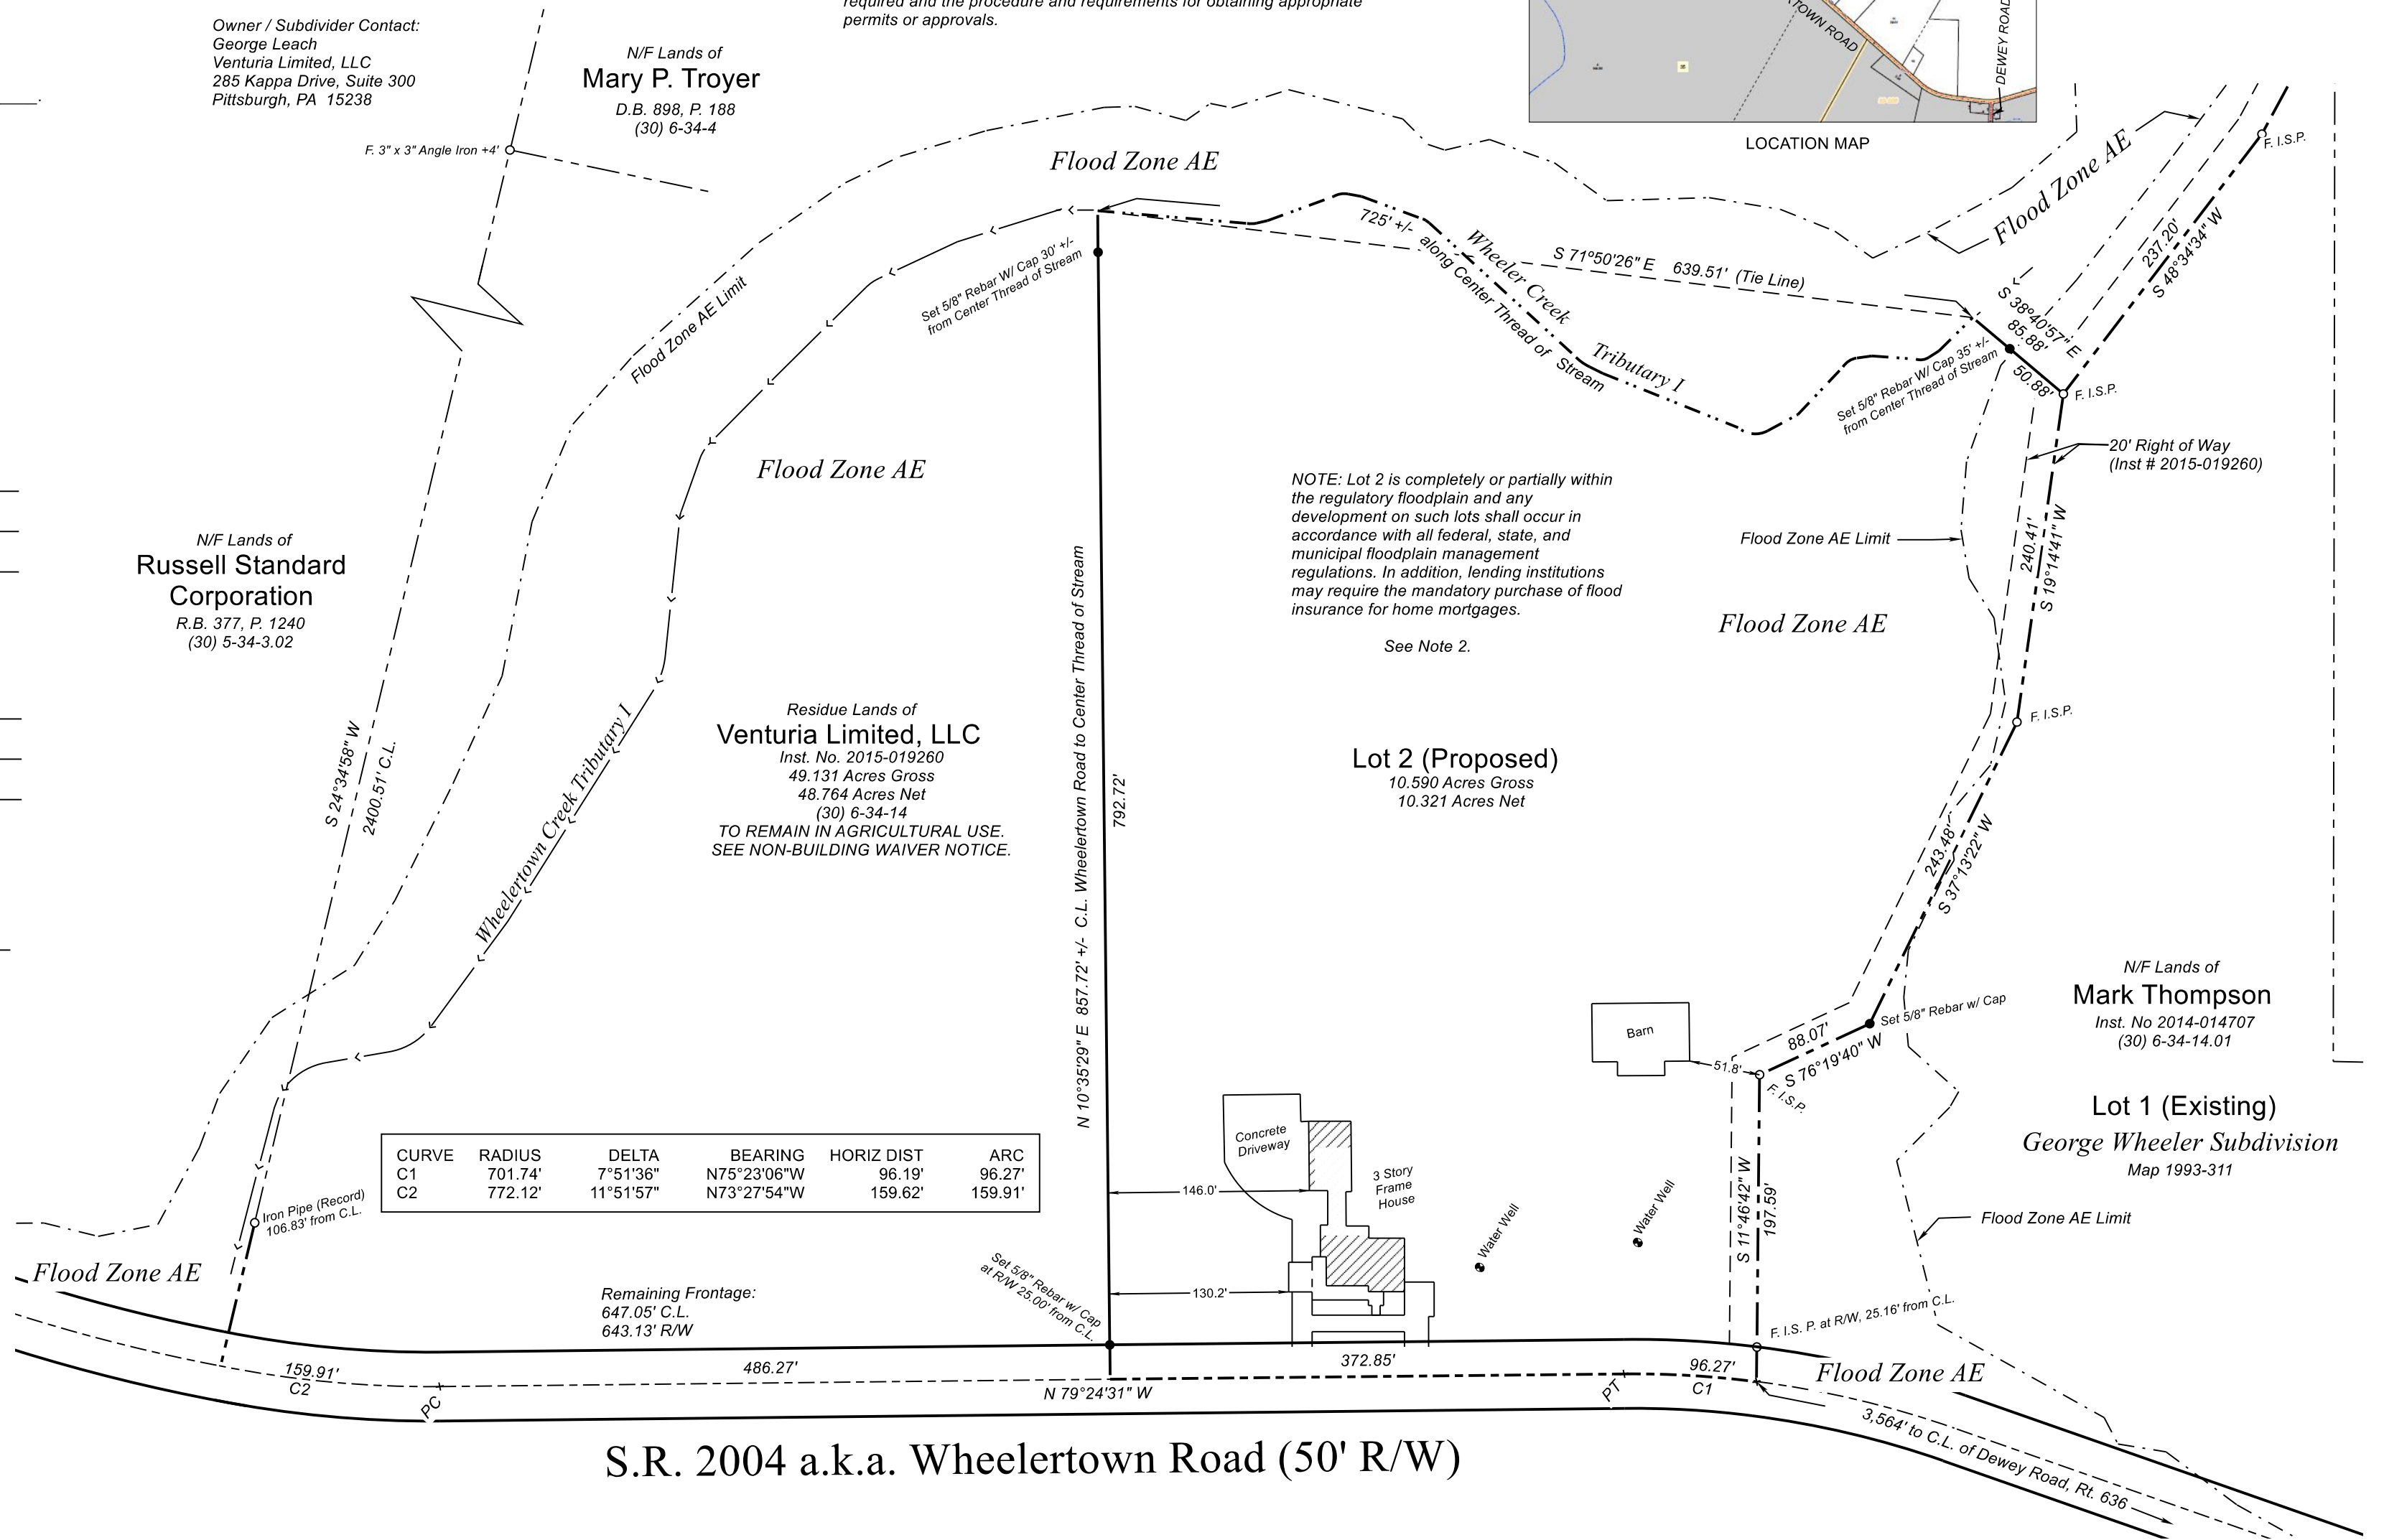 required and the procedure and requirements for obtaining appropriate
permits or approvals.
Owner / Subdivider Contact:
George Leach
Venturia Limited, LLC
285 Kappa Drive, Suite 300
Pittsburgh, PA 15238
N/F Lands of
Mary P. Troyer
D.B. 898, P. 188
(30) 6-34-4
F. 3" x 3" Angle Iron +4'
TOWN ROAD
DEWEY ROAD
LOCATION MAP
Flood Zone AE
Flood Zone AE
F. I.S.P.
237.20'
S 48°34'34" W
Set 5/8" Rebar W/ Cap 30' +/-
from Center Thread of Stream
725' +/- along Center Thread of Stream
Wheeler Creek Tributary I
S 71°50'26" E 639.51' (Tie Line)
S 38°40'57" E
85.88'
50.88'
Set 5/8" Rebar W/ Cap 35' +/-
from Center Thread of Stream
F. I.S.P.
20' Right of Way
(Inst # 2015-019260)
Flood Zone AE Limit
Flood Zone AE
NOTE: Lot 2 is completely or partially within
the regulatory floodplain and any
development on such lots shall occur in
accordance with all federal, state, and
municipal floodplain management
regulations. In addition, lending institutions
may require the mandatory purchase of flood
insurance for home mortgages.
See Note 2.
Flood Zone AE Limit
Flood Zone AE
240.41'
S 19°14'41" W
F. I.S.P.
N/F Lands of
Russell Standard
Corporation
R.B. 377, P. 1240
(30) 5-34-3.02
S 24°34'58" W
2400.51' C.L.
Wheelertown Creek Tributary I
Residue Lands of
Venturia Limited, LLC
Inst. No. 2015-019260
49.131 Acres Gross
48.764 Acres Net
(30) 6-34-14
TO REMAIN IN AGRICULTURAL USE.
SEE NON-BUILDING WAIVER NOTICE.
N 10°35'29" E 857.72' +/- C.L. Wheelertown Road to Center Thread of Stream
792.72'
Lot 2 (Proposed)
10.590 Acres Gross
10.321 Acres Net
243.48'
S 37°13'22" W
N/F Lands of
Mark Thompson
Inst. No 2014-014707
(30) 6-34-14.01
Set 5/8" Rebar w/ Cap
88.07'
S 76°19'40" W
Barn
51.8'
F. I.S.P.
Lot 1 (Existing)
George Wheeler Subdivision
Map 1993-311
CURVE RADIUS DELTA BEARING HORIZ DIST ARC
C1 701.74' 7°51'36" N75°23'06"W 96.19' 96.27'
C2 772.12' 11°51'57" N73°27'54"W 159.62' 159.91'
Iron Pipe (Record)
106.83' from C.L.
Concrete
Driveway
3 Story
Frame
House
146.0'
130.2'
Water Well
Water Well
S 11°46'42" W
197.59'
Flood Zone AE Limit
Flood Zone AE
Remaining Frontage:
647.05' C.L.
643.13' R/W
Set 5/8" Rebar w/ Cap
at R/W 25.00' from C.L.
F. I.S. P. at R/W, 25.16' from C.L.
159.91'
C2
PC
486.27'
372.85'
N 79°24'31" W
PT
96.27'
C1
Flood Zone AE
3,564' to C.L. of Dewey Road, Rt. 636
S.R. 2004 a.k.a. Wheelertown Road (50' R/W)